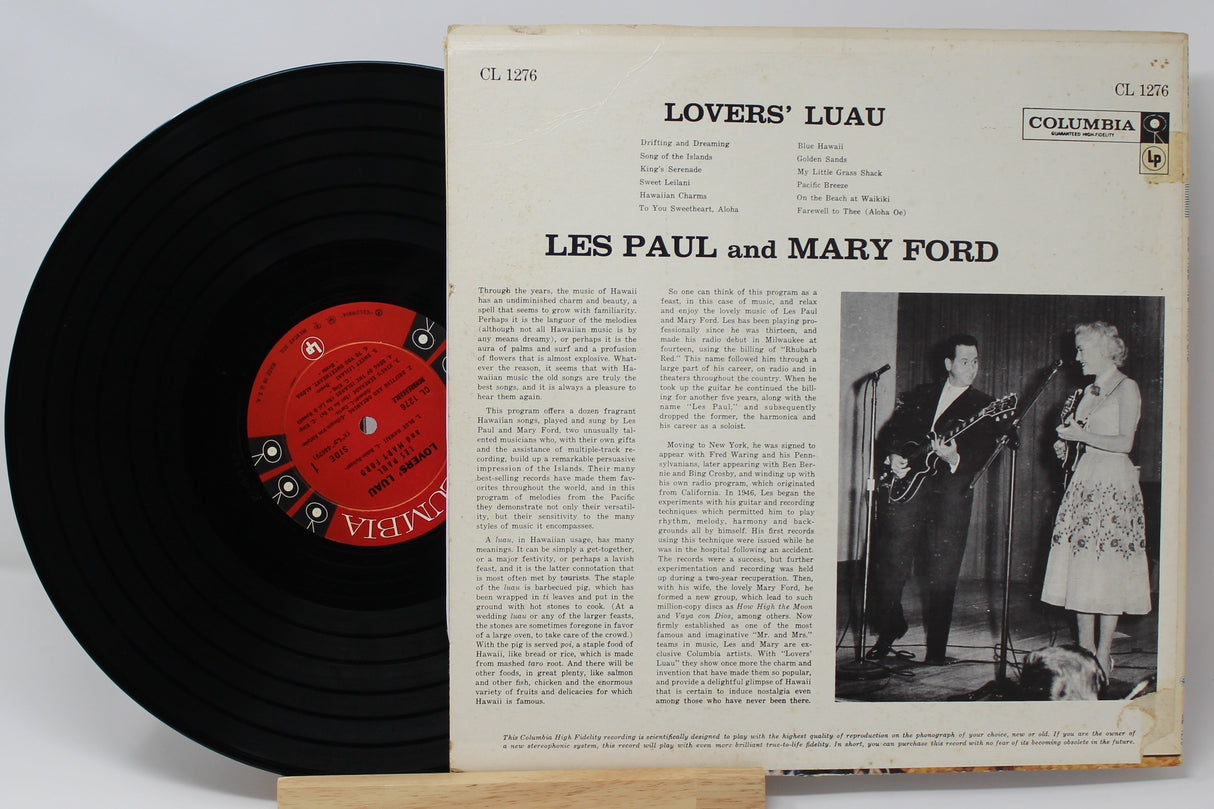 CL 1276
CL 1276
LOVERS' LUAU
COLUMBIA
GUARANTEED HIGH-FIDELITY
Lp
Drifting and Dreaming
Song of the Islands
King's Serenade
Sweet Leilani
Hawaiian Charms
To You Sweetheart, Aloha
Blue Hawaii
Golden Sands
My Little Grass Shack
Pacific Breeze
On the Beach at Waikiki
Farewell to Thee (Aloha Oe)
LES PAUL and MARY FORD
Through the years, the music of Hawaii
has an undiminished charm and beauty, a
spell that seems to grow with familiarity.
Perhaps it is the languor of the melodies
(although not all Hawaiian music is by
any means dreamy), or perhaps it is the
aura of palms and surf and a profusion
of flowers that is almost explosive. What-
ever the reason, it seems that with Ha-
waiian music the old songs are truly the
best songs, and it is always a pleasure to
hear them again.
This program offers a dozen fragrant
Hawaiian songs, played and sung by Les
Paul and Mary Ford, two unusually tal-
ented musicians who, with their own gifts
and the assistance of multiple-track re-
cording, build up a remarkable persuasive
impression of the Islands. Their many
best-selling records have made them fav-
orites throughout the world, and in this
program of melodies from the Pacific
they demonstrate not only their versatil-
ity, but their sensitivity to the many
styles of music it encompasses.
A luau, in Hawaiian usage, has many
meanings. It can be simply a get-together,
or a major festivity, or perhaps a lavish
feast, and it is the latter connotation that
is most often met by tourists. The staple
of the luau is barbecued pig, which has
been wrapped in ti leaves and put in the
ground with hot stones to cook. (At a
wedding luau or any of the larger feasts,
the stones are sometimes foregone in favor
of a large oven, to take care of the crowd.)
With the pig is served poi, a staple food of
Hawaii, like bread or rice, which is made
from mashed taro root. And there will be
other foods, in great plenty, like salmon
and other fish, chicken and the enormous
variety of fruits and delicacies for which
Hawaii is famous.
So one can think of this program as a
feast, in this case of music, and relax
and enjoy the lovely music of Les Paul
and Mary Ford. Les has been playing pro-
fessionally since he was thirteen, and
made his radio debut in Milwaukee at
fourteen, using the billing of "Rhubarb
Red." This name followed him through a
large part of his career, on radio and in
theaters throughout the country. When he
took up the guitar he continued the bill-
ing for another five years, along with the
name "Les Paul," and subsequently
dropped the former, the harmonica and
his career as a soloist.
Moving to New York, he was signed to
appear with Fred Waring and his Penn-
sylvanians, later appearing with Ben Ber-
nie and Bing Crosby, and winding up with
his own radio program, which originated
from California. In 1946, Les began the
experiments with his guitar and recording
techniques which permitted him to play
rhythm, melody, harmony and back-
grounds all by himself. His first records
using this technique were issued while he
was in the hospital following an accident.
The records were a success, but further
experimentation and recording was held
up during a two-year recuperation. Then,
with his wife, the lovely Mary Ford, he
formed a new group, which lead to such
million-copy discs as How High the Moon
and Vaya con Dios, among others. Now
firmly established as one of the most
famous and imaginative "Mr. and Mrs."
teams in music, Les and Mary are ex-
clusive Columbia artists. With "Lovers'
Luau" they show once more the charm and
invention that have made them so popular,
and provide a delightful glimpse of Hawaii
that is certain to induce nostalgia even
among those who have never been there.
This Columbia High Fidelity recording is scientifically designed to play with the highest quality of reproduction on the phonograph of your choice, new or old. If you are the owner of
a new stereophonic system, this record will play with even more brilliant true-to-life fidelity. In short, you can purchase this record with no fear of its becoming obsolete in the future.
UMBIA
LOVERS' LUAU
LES PAUL
and MARY FORD
CL 1276
SIDE 1